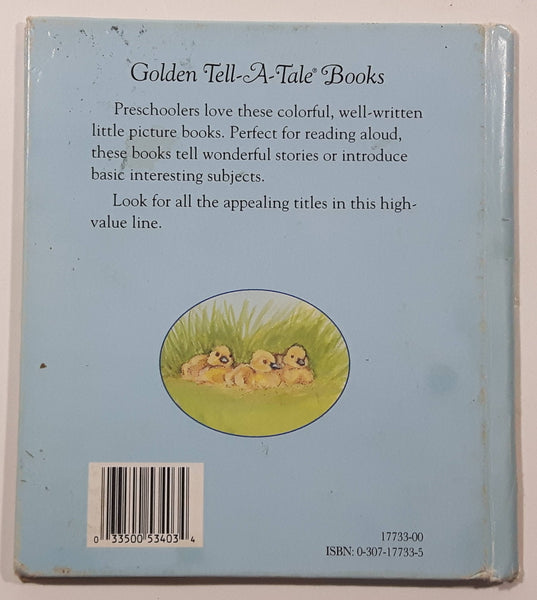 Golden Tell-A-Tale® Books
Preschoolers love these colorful, well-written
little picture books. Perfect for reading aloud,
these books tell wonderful stories or introduce
basic interesting subjects.
Look for all the appealing titles in this high-
value line.
0 33500 53403 4
17733-00
ISBN: 0-307-17733-5